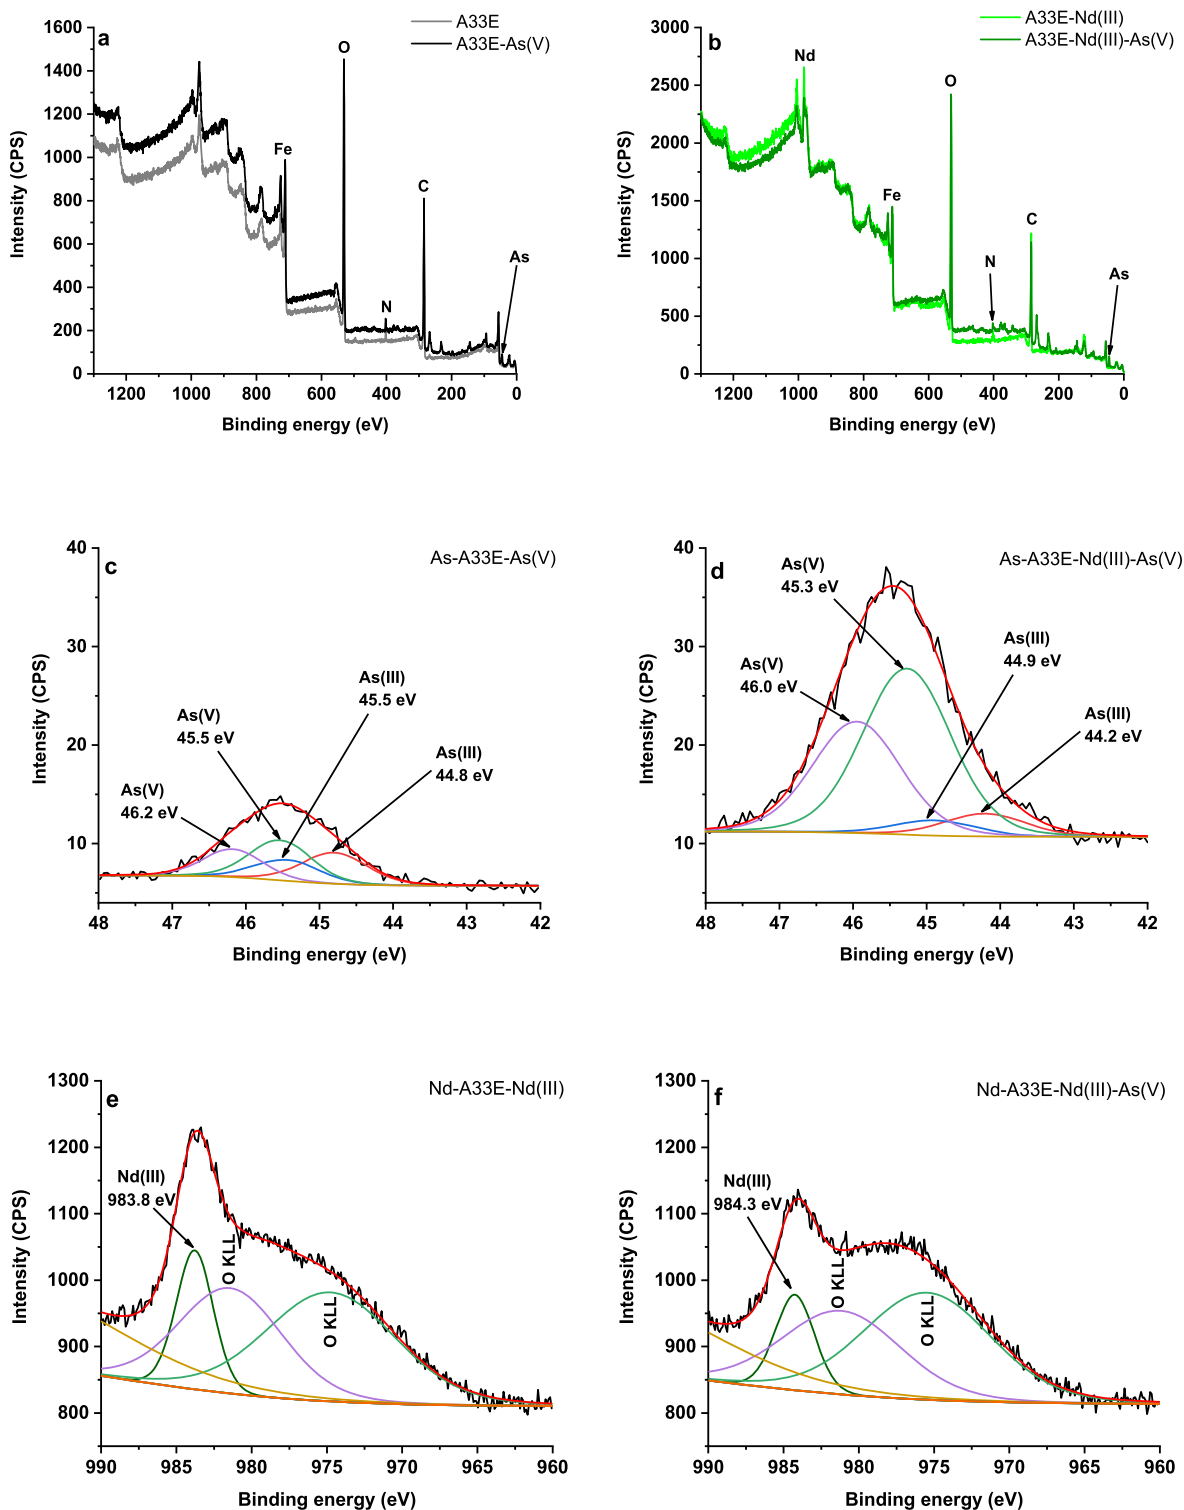 a
A33E
A33E-As(V)
O
Fe
C
As
N
1600
1400
1200
1000
800
600
400
200
0
Intensity (CPS)
1200
1000
800
600
400
200
0
Binding energy (eV)
b
A33E-Nd(III)
A33E-Nd(III)-As(V)
Nd
O
Fe
C
N
As
3000
2500
2000
1500
1000
500
0
Intensity (CPS)
1200
1000
800
600
400
200
0
Binding energy (eV)
c
As-A33E-As(V)
As(III)
45.5 eV
As(V)
45.5 eV
As(III)
44.8 eV
As(V)
46.2 eV
40
30
20
10
Intensity (CPS)
48
47
46
45
44
43
42
Binding energy (eV)
d
As-A33E-Nd(III)-As(V)
As(V)
45.3 eV
As(III)
44.9 eV
As(V)
46.0 eV
As(III)
44.2 eV
40
30
20
10
Intensity (CPS)
48
47
46
45
44
43
42
Binding energy (eV)
e
Nd-A33E-Nd(III)
Nd(III)
983.8 eV
O KLL
O KLL
1300
1200
1100
1000
900
800
Intensity (CPS)
990
985
980
975
970
965
960
Binding energy (eV)
f
Nd-A33E-Nd(III)-As(V)
Nd(III)
984.3 eV
O KLL
O KLL
1300
1200
1100
1000
900
800
Intensity (CPS)
990
985
980
975
970
965
960
Binding energy (eV)